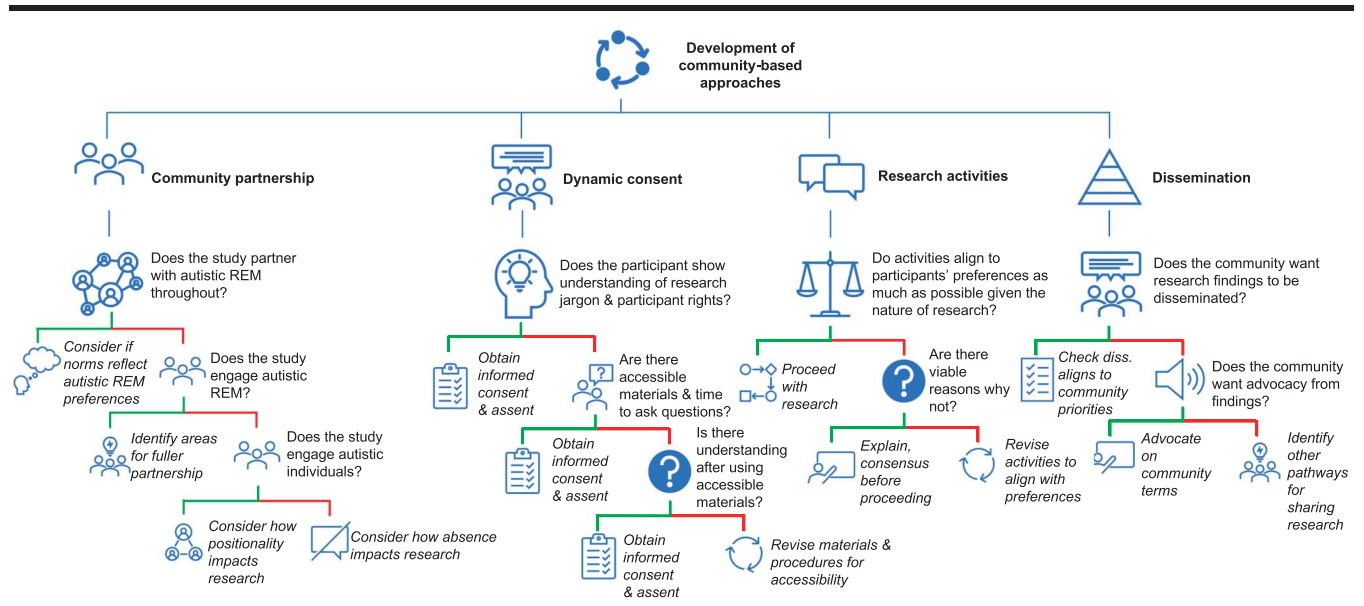 Development of
community-based
approaches
Community partnership
Does the study partner
with autistic REM
throughout?
Consider if
norms reflect
autistic REM
preferences
Does the study
engage autistic
REM?
Identify areas
for fuller
partnership
Does the study
engage autistic
individuals?
Consider how
positionality
impacts
research
Consider how absence
impacts research
Dynamic consent
Does the participant show
understanding of research
jargon & participant rights?
Obtain
informed
consent
& assent
Are there
accessible
materials & time
to ask questions?
?
Obtain
informed
consent
& assent
?
Is there
understanding
after using
accessible
materials?
Obtain
informed
consent
& assent
Revise materials &
procedures for
accessibility
Research activities
Do activities align to
participants’ preferences as
much as possible given the
nature of research?
Proceed
with
research
?
Are there
viable
reasons why
not?
Explain,
consensus
before
proceeding
Revise
activities to
align with
preferences
Dissemination
Does the community want
research findings to be
disseminated?
Check diss.
aligns to
community
priorities
Does the community
want advocacy from
findings?
Advocate
on
community
terms
Identify
other
pathways
for
sharing
research